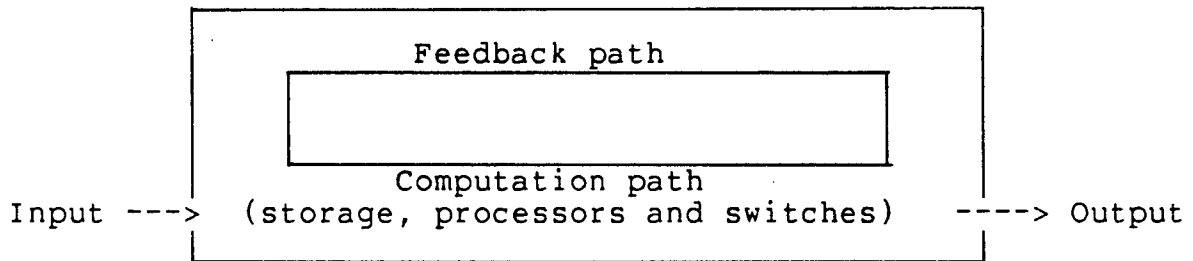 Feedback path
Computation path
Input ---> (storage, processors and switches) ----> Output